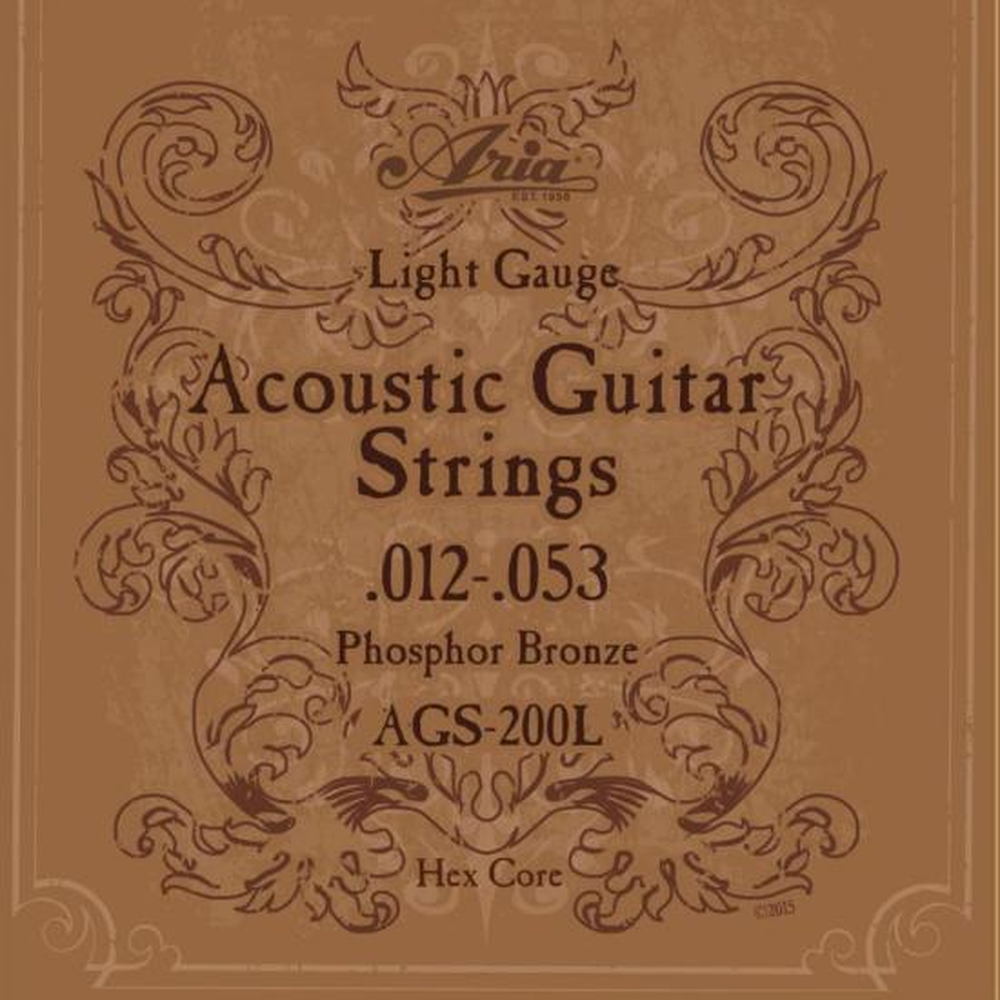 Aria
EST. 1956
Light Gauge
Acoustic Guitar
Strings
.012-.053
Phosphor Bronze
AGS-200L
Hex Core
©2015